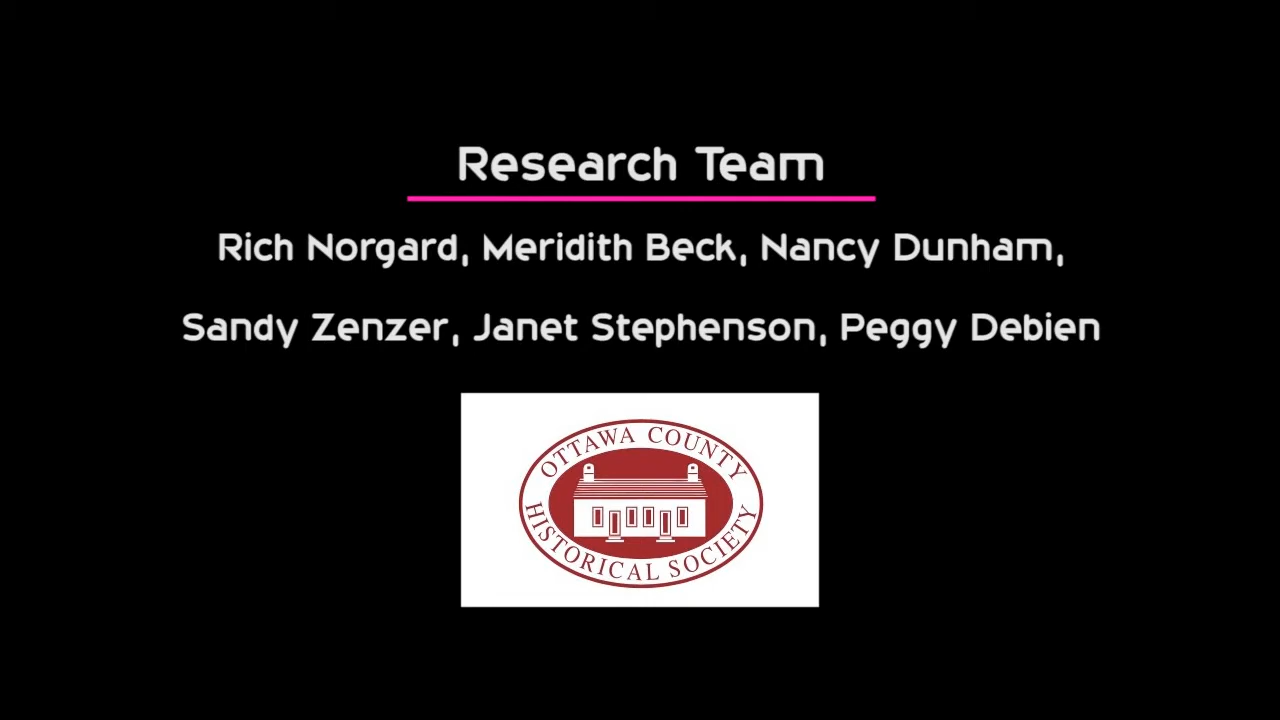 Research Team
Rich Norgard, Meridith Beck, Nancy Dunham,
Sandy Zenzer, Janet Stephenson, Peggy Debien
OTTAWA COUNTY
HISTORICAL SOCIETY